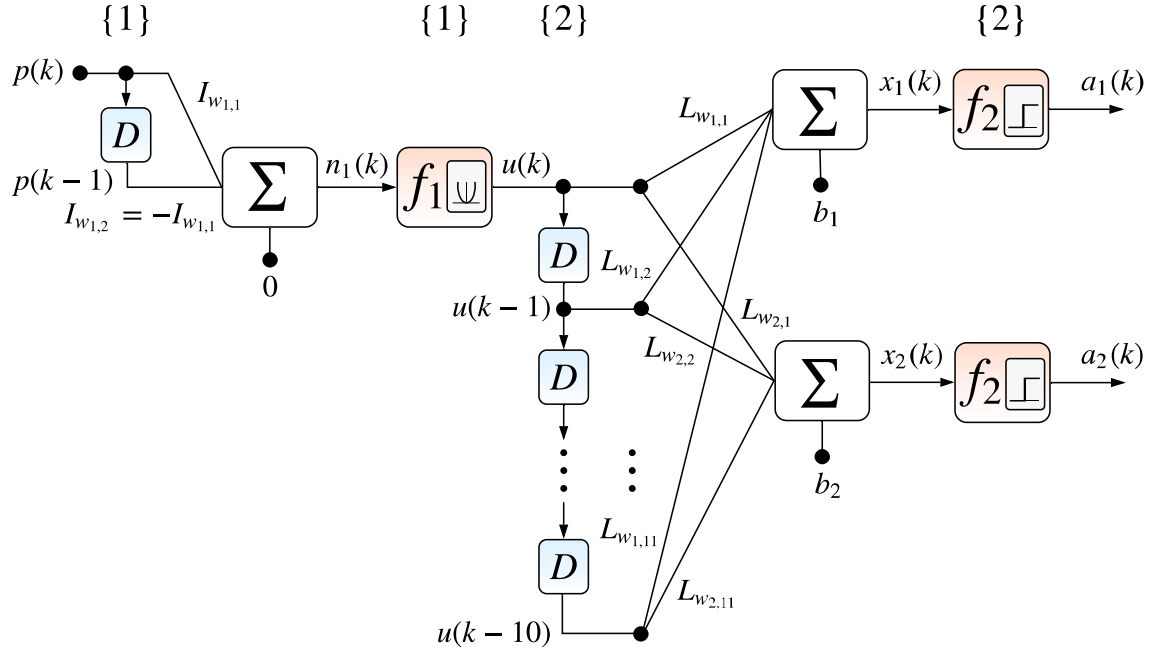 {1} {1} {2} {2}
p(k) I_{w_{1,1}} D
p(k − 1) Σ n_1(k) f_1 u(k)
I_{w_{1,2}} = −I_{w_{1,1}}
0
L_{w_{1,1}} Σ x_1(k) f_2 a_1(k)
b_1
D L_{w_{1,2}}
u(k − 1) L_{w_{2,1}}
L_{w_{2,2}} Σ x_2(k) f_2 a_2(k)
D
b_2
L_{w_{1,11}}
D
L_{w_{2,11}}
u(k − 10)